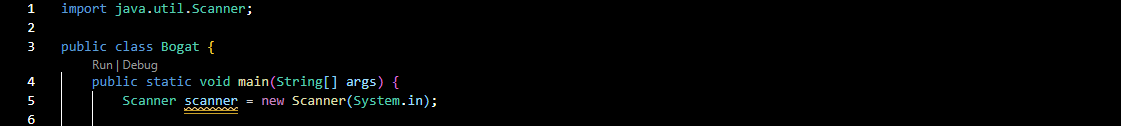 1 import java.util.Scanner;
2
3 public class Bogat {
Run | Debug
4 public static void main(String[] args) {
5 Scanner scanner = new Scanner(System.in);
6